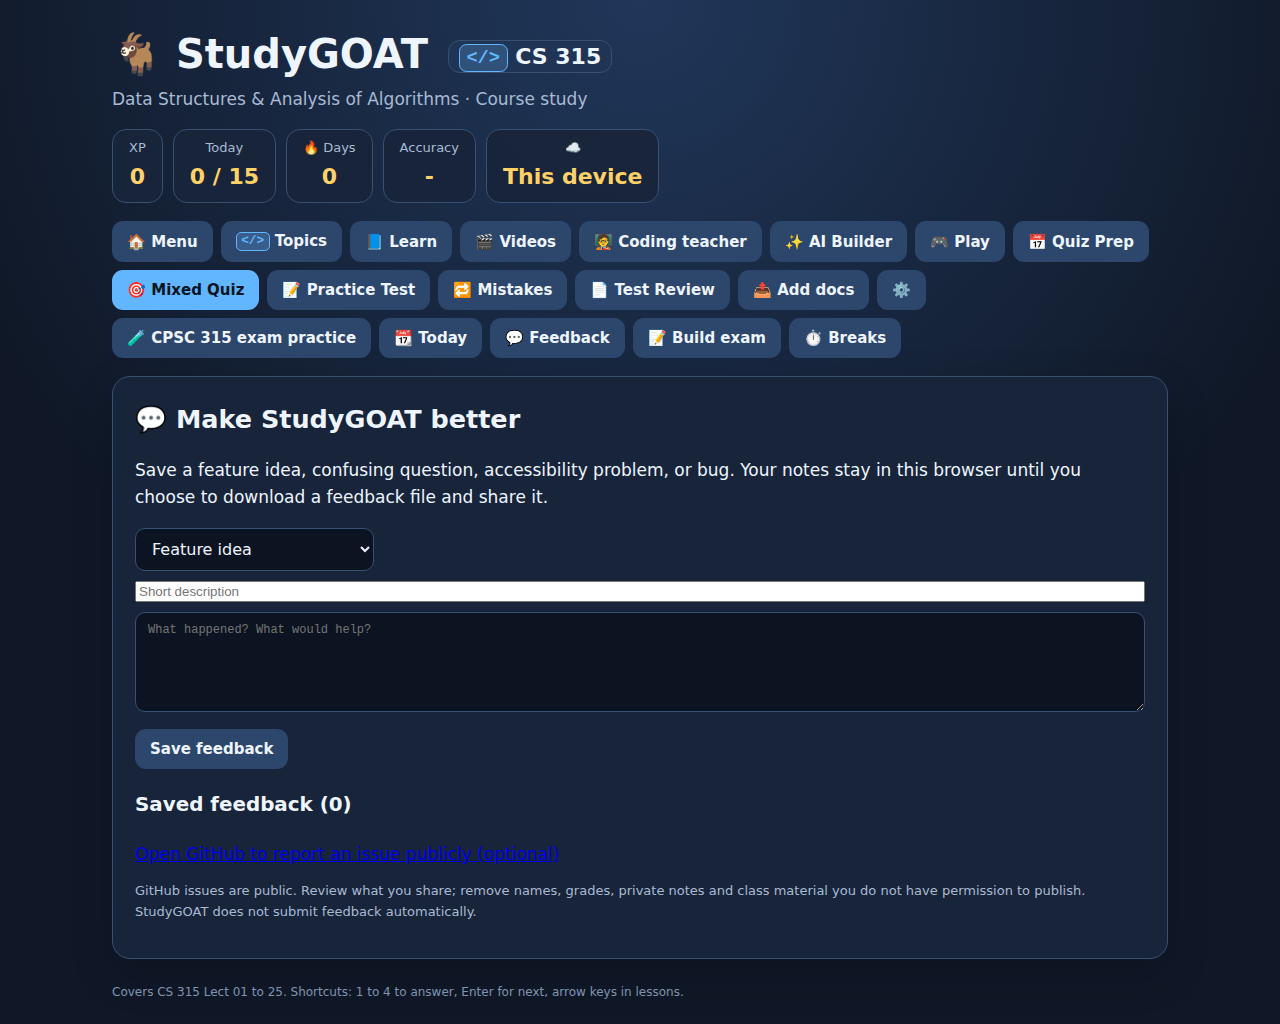 🐐 StudyGOAT </> CS 315
Data Structures & Analysis of Algorithms · Course study
XP Today 🔥 Days Accuracy ☁️
0 0 / 15 0 - This device
🏠 Menu </> Topics 📘 Learn 🎬 Videos 🧑‍🏫 Coding teacher ✨ AI Builder 🎮 Play 📅 Quiz Prep
🎯 Mixed Quiz 📝 Practice Test 🔁 Mistakes 📄 Test Review 📤 Add docs ⚙️
🧪 CPSC 315 exam practice 📆 Today 💬 Feedback 📝 Build exam ⏱️ Breaks
💬 Make StudyGOAT better
Save a feature idea, confusing question, accessibility problem, or bug. Your notes stay in this browser until you
choose to download a feedback file and share it.
Feature idea
Short description
What happened? What would help?
Save feedback
Saved feedback (0)
Open GitHub to report an issue publicly (optional)
GitHub issues are public. Review what you share; remove names, grades, private notes and class material you do not have permission to publish.
StudyGOAT does not submit feedback automatically.
Covers CS 315 Lect 01 to 25. Shortcuts: 1 to 4 to answer, Enter for next, arrow keys in lessons.